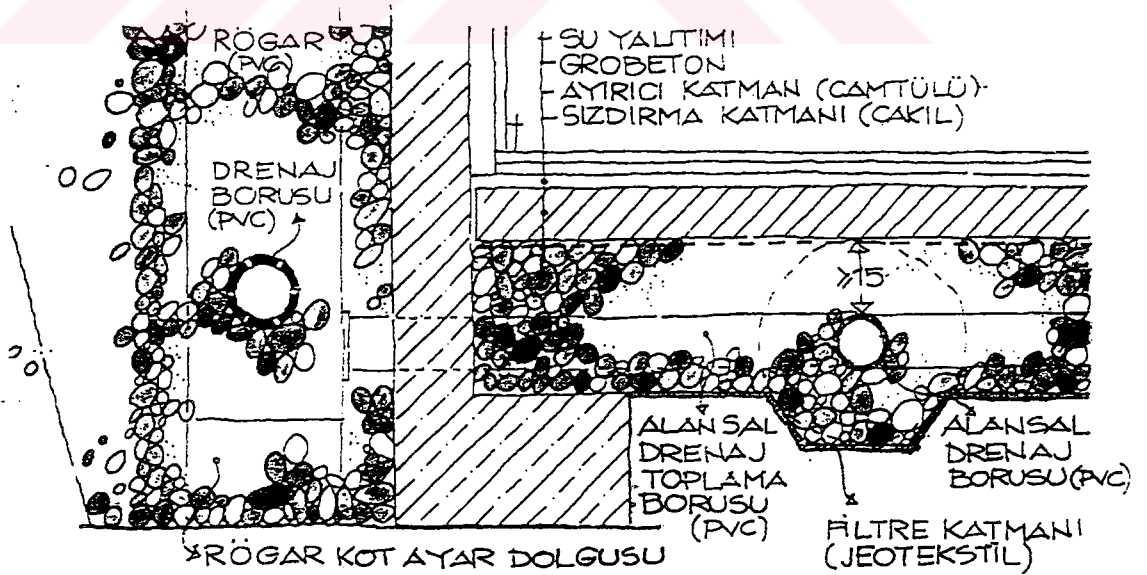 RÖGAR
(PVC)
DRENAJ
BORUSU
(PVC)
SU YALITIMI
GROBETON
AYIRICI KATMAN (CAMTÜLÜ)
SIZDIRMA KATMANI (ÇAKIL)
≥15
ALANSAL
DRENAJ
TOPLAMA
BORUSU
(PVC)
ALANSAL
DRENAJ
BORUSU (PVC)
FİLTRE KATMANI
(JEOTEKSTİL)
RÖGAR KOT AYAR DOLGUSU